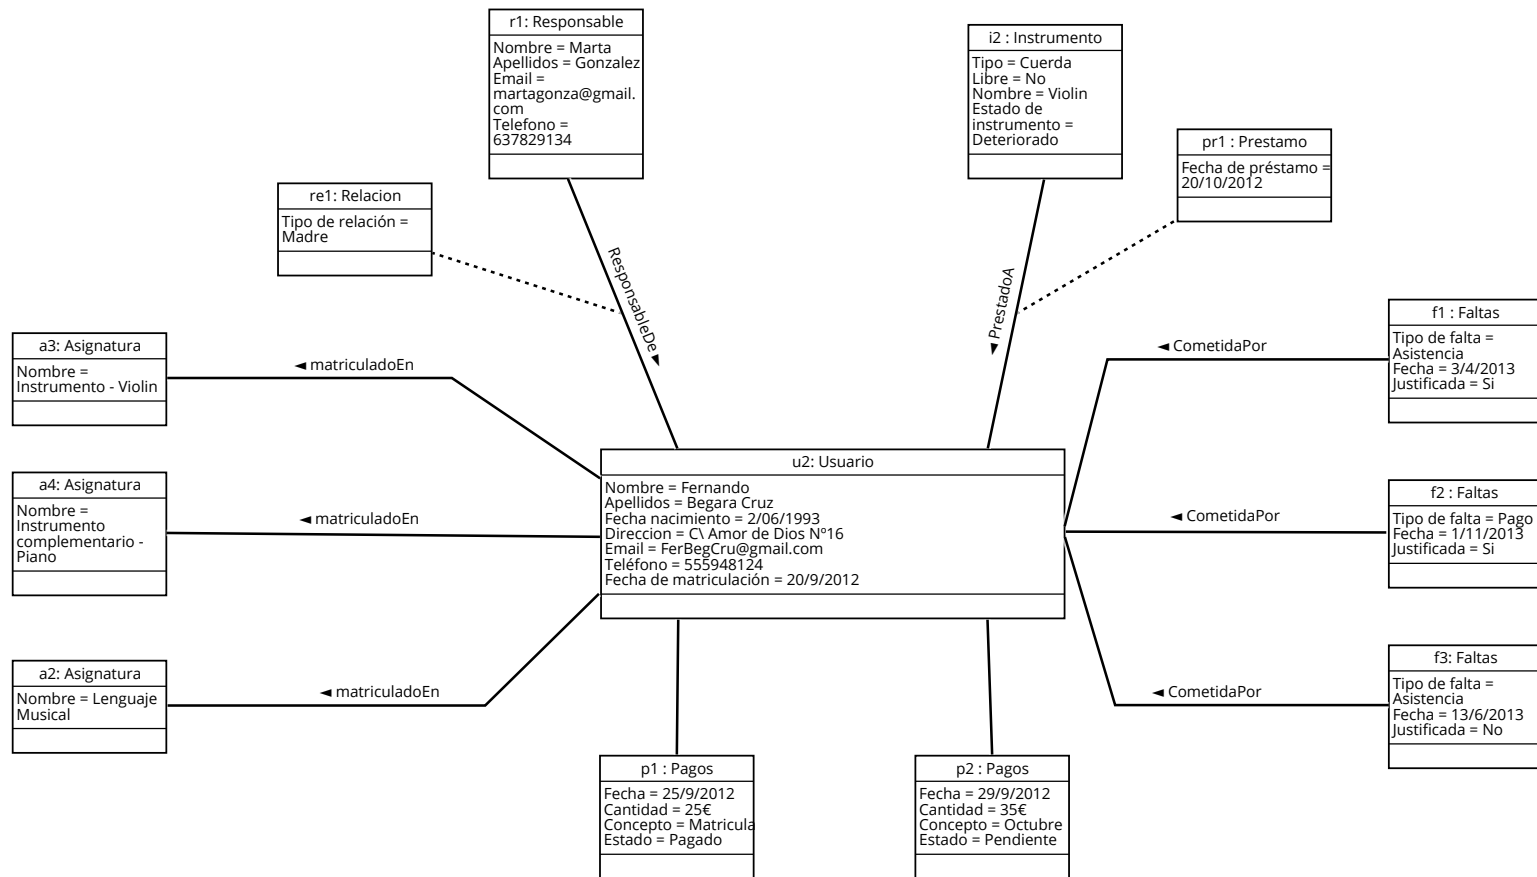 r1: Responsable
Nombre = Marta
Apellidos = Gonzalez
Email =
martagonza@gmail.
com
Telefono =
637829134
i2 : Instrumento
Tipo = Cuerda
Libre = No
Nombre = Violin
Estado de
instrumento =
Deteriorado
pr1 : Prestamo
Fecha de préstamo =
20/10/2012
re1: Relacion
Tipo de relación =
Madre
ResponsableDe ►
◄ PrestadoA
a3: Asignatura
Nombre =
Instrumento - Violin
◄ matriculadoEn
◄ CometidaPor
f1 : Faltas
Tipo de falta =
Asistencia
Fecha = 3/4/2013
Justificada = Si
u2: Usuario
Nombre = Fernando
Apellidos = Begara Cruz
Fecha nacimiento = 2/06/1993
Direccion = C\ Amor de Dios Nº16
Email = FerBegCru@gmail.com
Teléfono = 555948124
Fecha de matriculación = 20/9/2012
a4: Asignatura
Nombre =
Instrumento
complementario -
Piano
◄ matriculadoEn
◄ CometidaPor
f2 : Faltas
Tipo de falta = Pago
Fecha = 1/11/2013
Justificada = Si
a2: Asignatura
Nombre = Lenguaje
Musical
◄ matriculadoEn
◄ CometidaPor
f3: Faltas
Tipo de falta =
Asistencia
Fecha = 13/6/2013
Justificada = No
p1 : Pagos
Fecha = 25/9/2012
Cantidad = 25€
Concepto = Matricula
Estado = Pagado
p2 : Pagos
Fecha = 29/9/2012
Cantidad = 35€
Concepto = Octubre
Estado = Pendiente